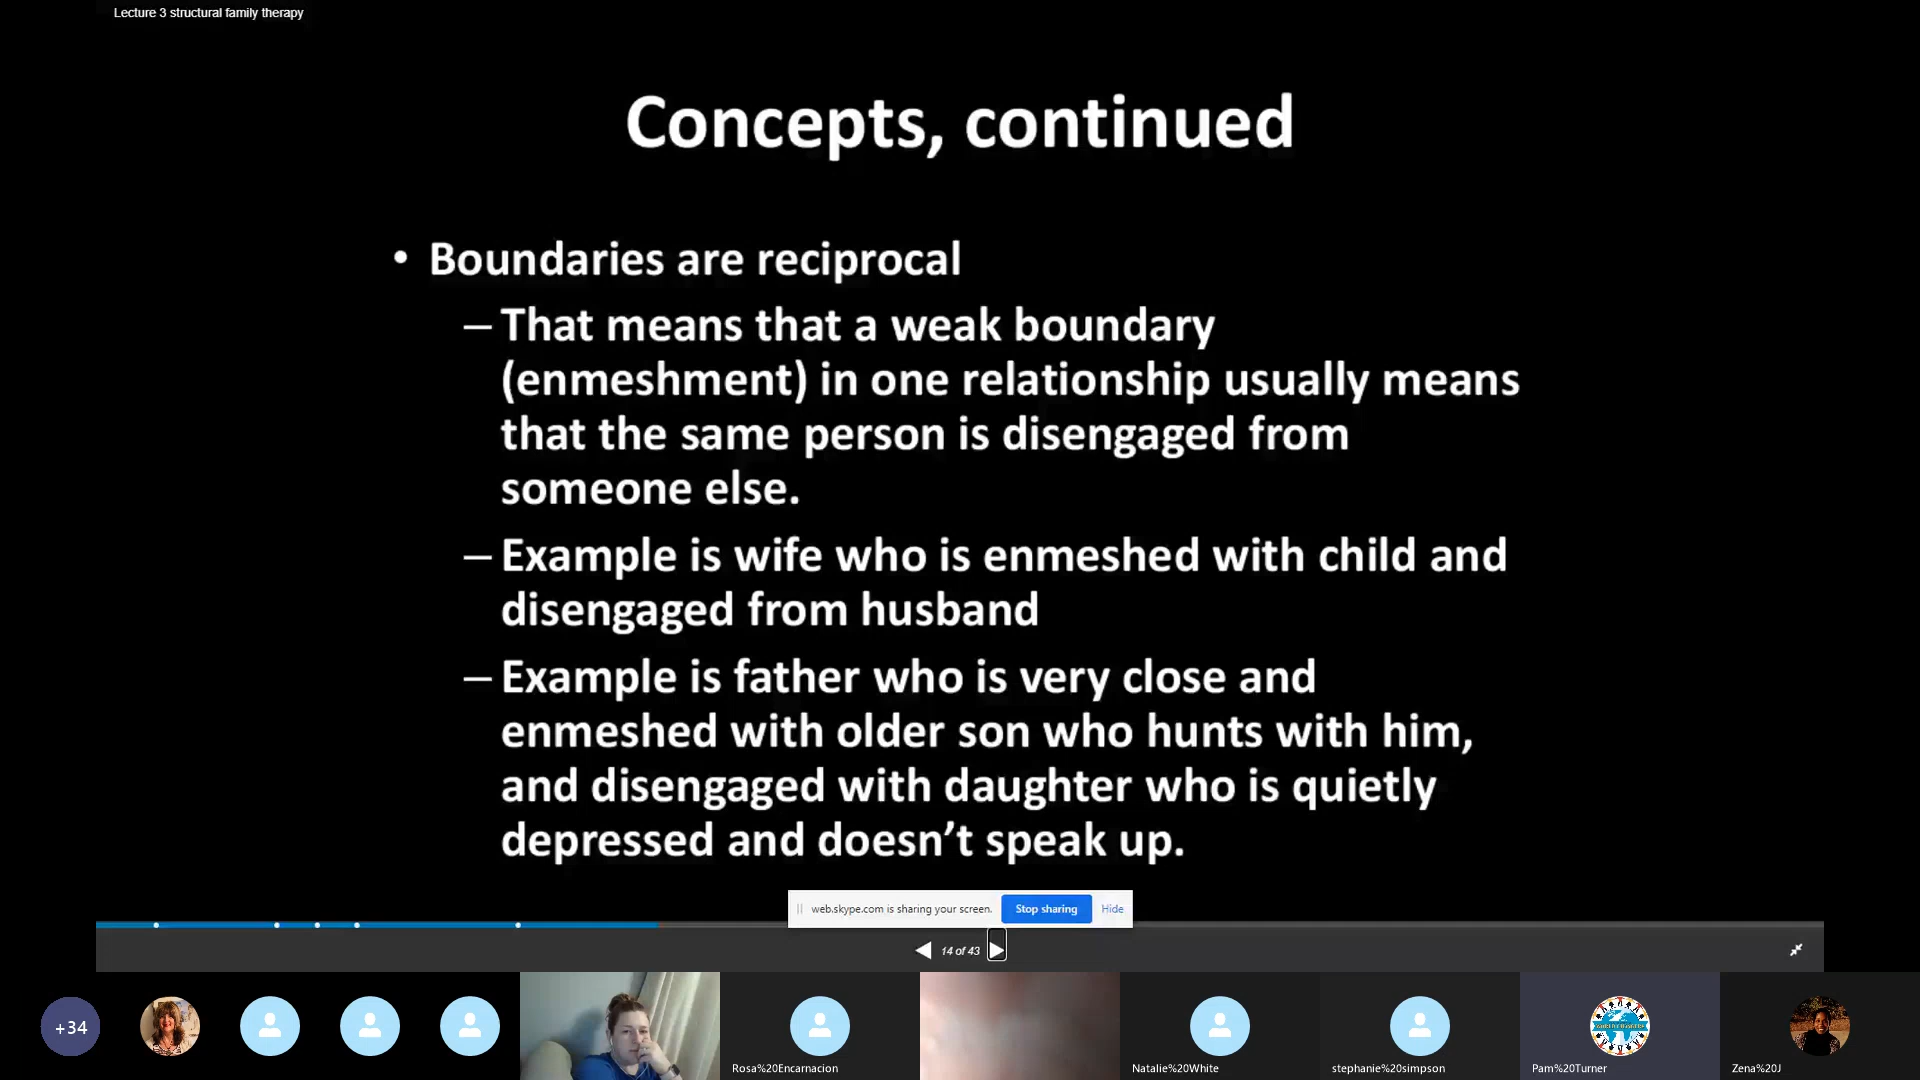 Lecture 3 structural family therapy
Concepts, continued
• Boundaries are reciprocal
– That means that a weak boundary
(enmeshment) in one relationship usually means
that the same person is disengaged from
someone else.
– Example is wife who is enmeshed with child and
disengaged from husband
– Example is father who is very close and
enmeshed with older son who hunts with him,
and disengaged with daughter who is quietly
depressed and doesn’t speak up.
web.skype.com is sharing your screen. Stop sharing Hide
14 of 43
+34
Rosa%20Encarnacion
Natalie%20White
stephanie%20simpson
Pam%20Turner
Zena%20J